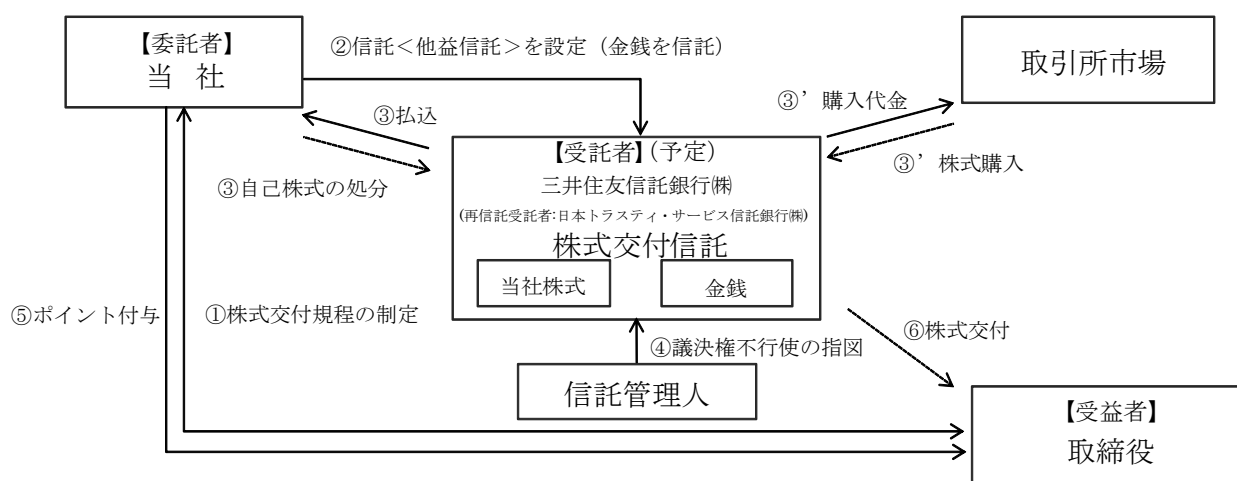 【委託者】
当 社
②信託＜他益信託＞を設定（金銭を信託）
取引所市場
③払込
③’購入代金
③自己株式の処分
③’株式購入
【受託者】(予定)
三井住友信託銀行㈱
(再信託受託者:日本トラスティ・サービス信託銀行㈱)
株式交付信託
当社株式
金銭
⑤ポイント付与
①株式交付規程の制定
④議決権不行使の指図
⑥株式交付
信託管理人
【受益者】
取締役